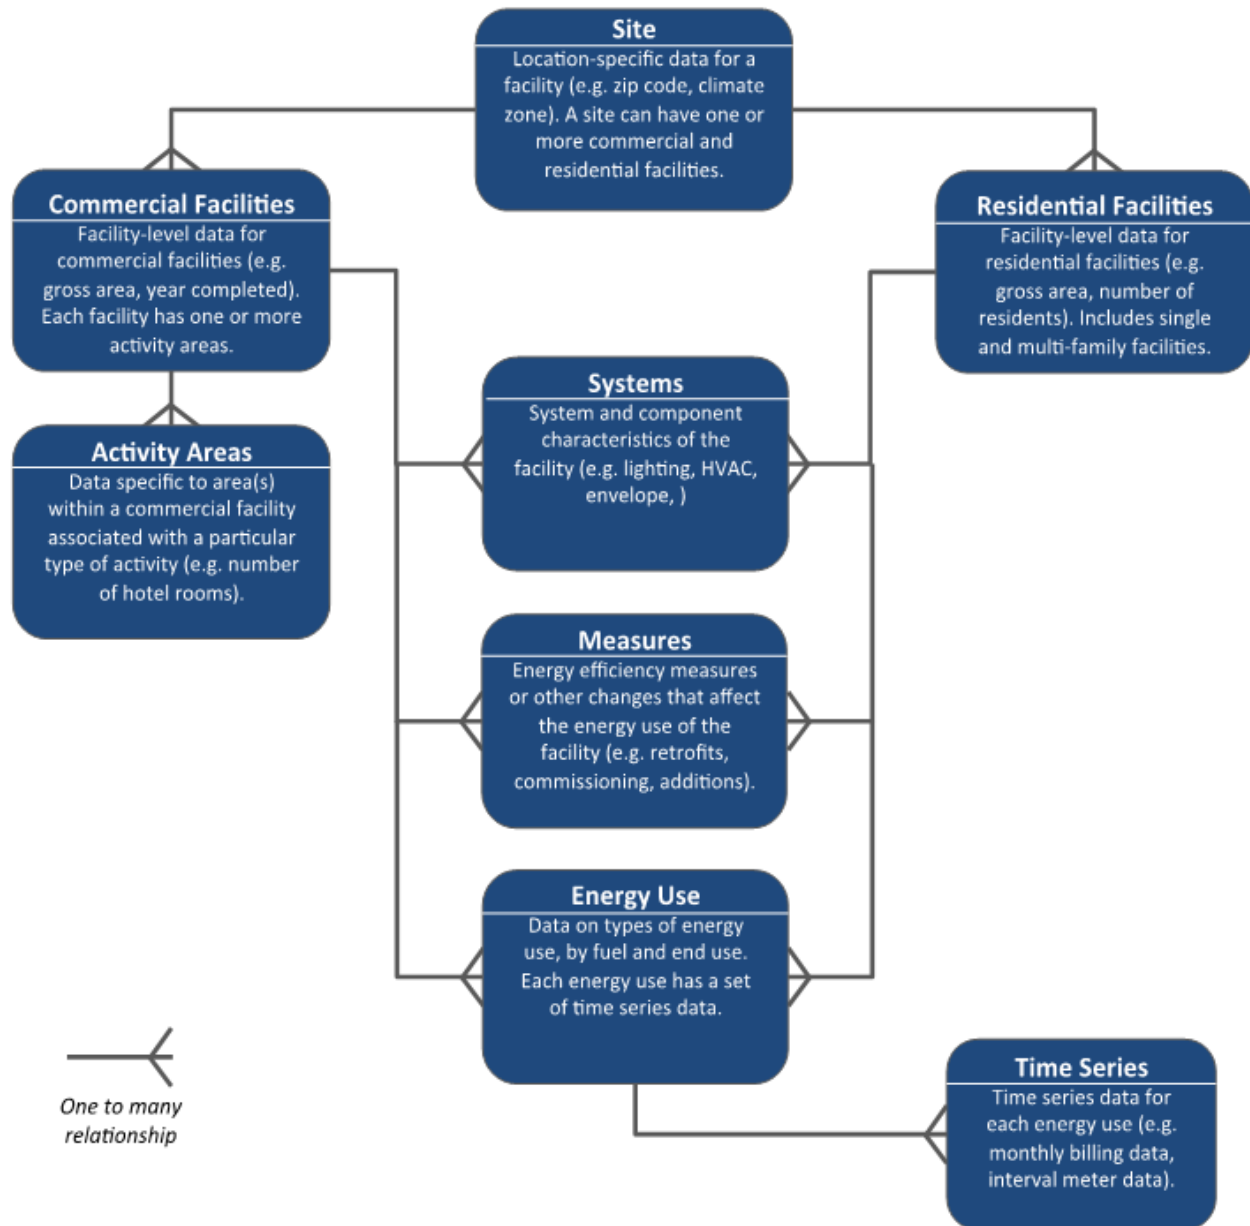 Site
Location-specific data for a
facility (e.g. zip code, climate
zone). A site can have one or
more commercial and
residential facilities.
Commercial Facilities
Facility-level data for
commercial facilities (e.g.
gross area, year completed).
Each facility has one or more
activity areas.
Residential Facilities
Facility-level data for
residential facilities (e.g.
gross area, number of
residents). Includes single
and multi-family facilities.
Systems
System and component
characteristics of the
facility (e.g. lighting, HVAC,
envelope, )
Activity Areas
Data specific to area(s)
within a commercial facility
associated with a particular
type of activity (e.g. number
of hotel rooms).
Measures
Energy efficiency measures
or other changes that affect
the energy use of the
facility (e.g. retrofits,
commissioning, additions).
Energy Use
Data on types of energy
use, by fuel and end use.
Each energy use has a set
of time series data.
One to many
relationship
Time Series
Time series data for
each energy use (e.g.
monthly billing data,
interval meter data).